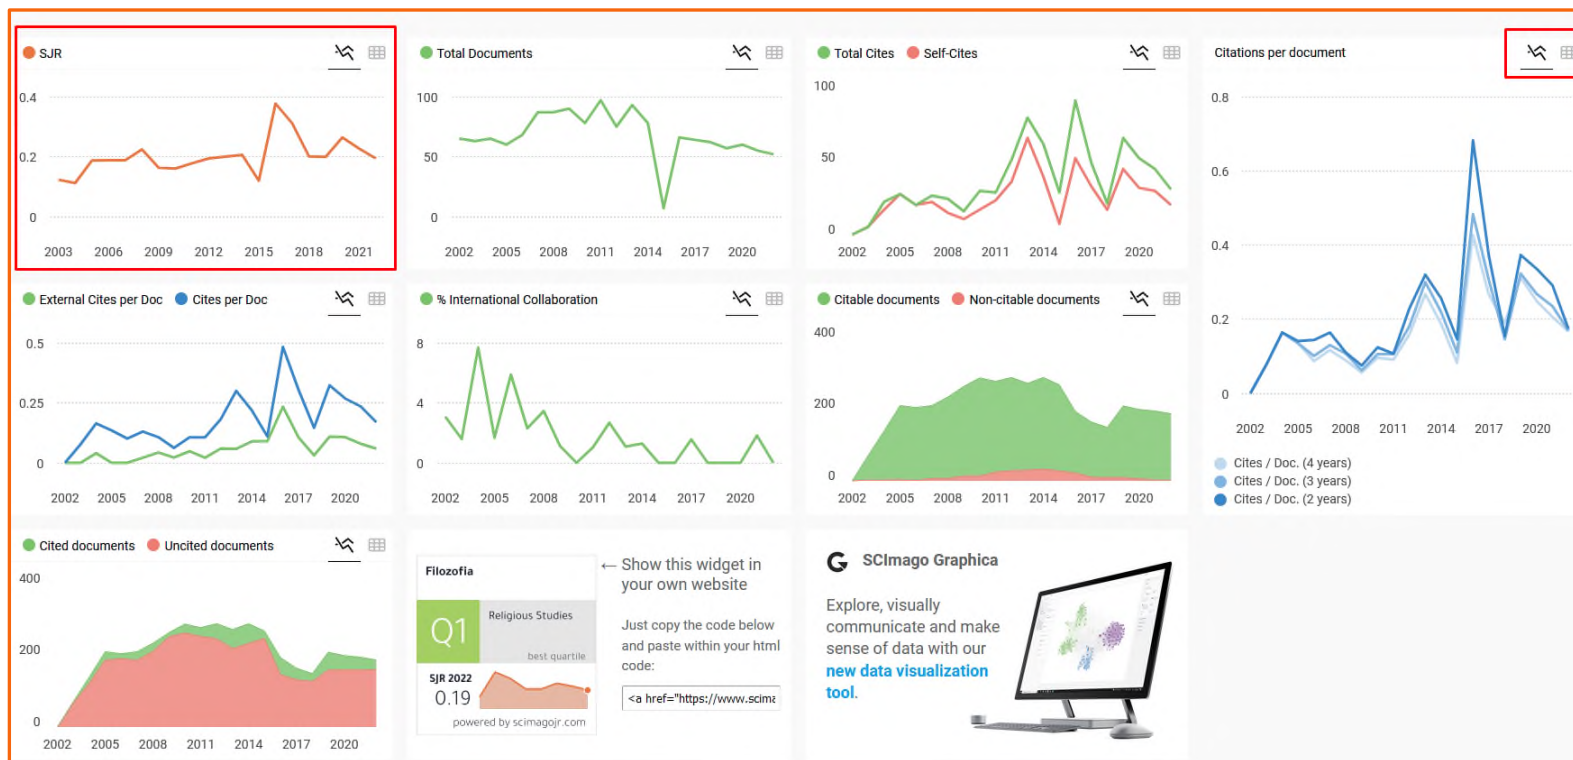 SJR
0.4
0.2
0
2003 2006 2009 2012 2015 2018 2021
Total Documents
100
50
0
2002 2005 2008 2011 2014 2017 2020
Total Cites Self-Cites
100
50
0
2002 2005 2008 2011 2014 2017 2020
Citations per document
0.8
0.6
0.4
0.2
0
2002 2005 2008 2011 2014 2017 2020
Cites / Doc. (4 years)
Cites / Doc. (3 years)
Cites / Doc. (2 years)
External Cites per Doc Cites per Doc
0.5
0.25
0
2002 2005 2008 2011 2014 2017 2020
% International Collaboration
8
4
0
2002 2005 2008 2011 2014 2017 2020
Citable documents Non-citable documents
400
200
0
2002 2005 2008 2011 2014 2017 2020
Cited documents Uncited documents
400
200
0
2002 2005 2008 2011 2014 2017 2020
Filozofia
Q1
Religious Studies
best quartile
SJR 2022
0.19
powered by scimagojr.com
← Show this widget in
your own website
Just copy the code below
and paste within your html
code:
<a href="https://www.scima
SCImago Graphica
Explore, visually
communicate and make
sense of data with our
new data visualization
tool.